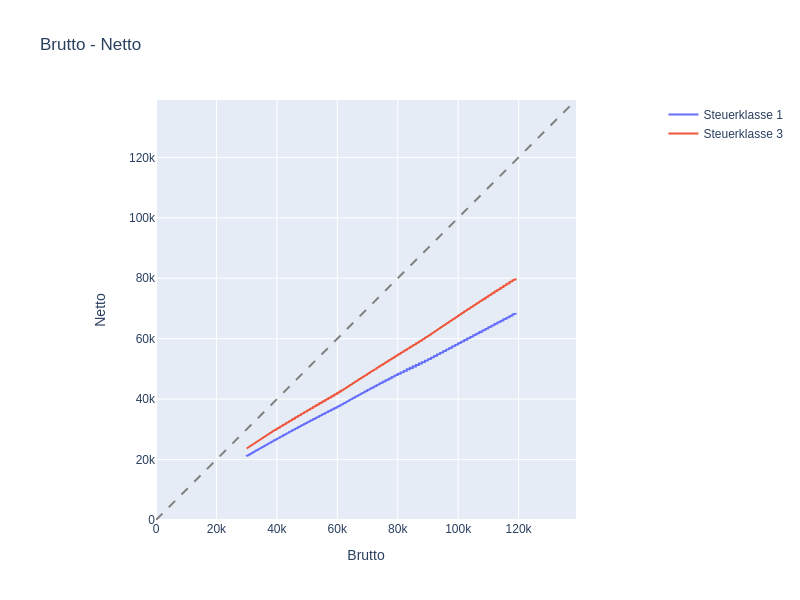 Brutto - Netto
Steuerklasse 1
Steuerklasse 3
120k
100k
80k
60k
40k
20k
0
0 20k 40k 60k 80k 100k 120k
Netto
Brutto